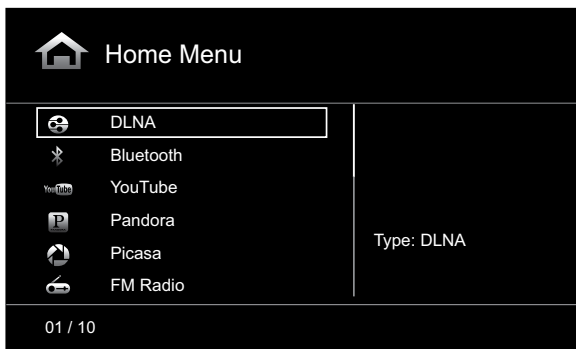 Home Menu
DLNA
Bluetooth
YouTube YouTube
P Pandora
Picasa
FM Radio
Type: DLNA
01 / 10